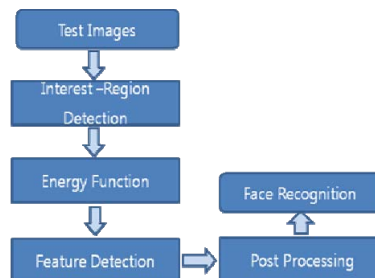 Test Images
Interest –Region
Detection
Energy Function
Feature Detection
Face Recognition
Post Processing